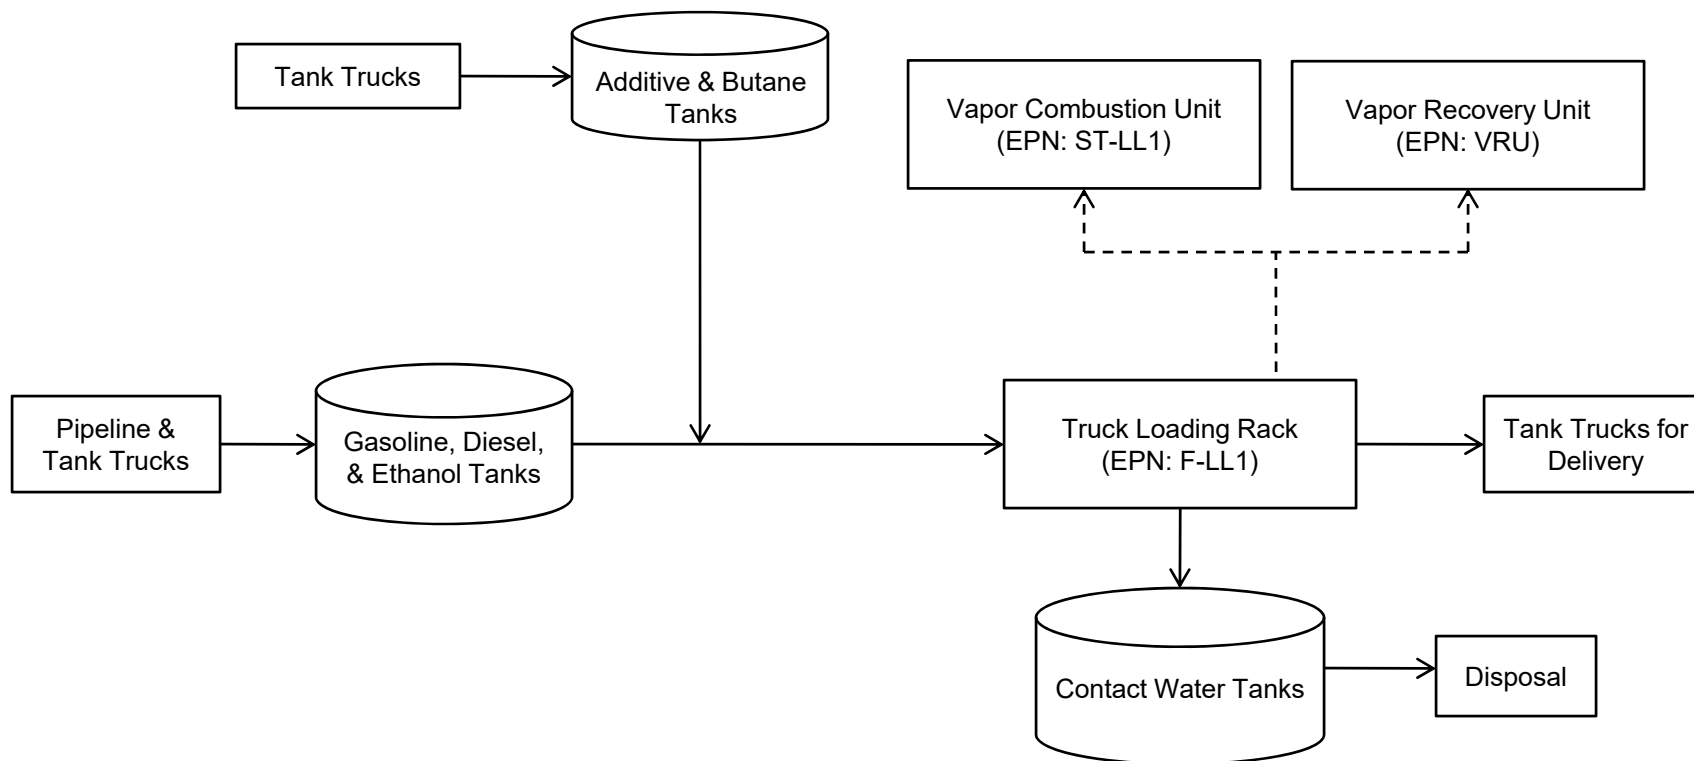 Tank Trucks
Additive & Butane
Tanks
Vapor Combustion Unit
(EPN: ST-LL1)
Vapor Recovery Unit
(EPN: VRU)
Pipeline &
Tank Trucks
Gasoline, Diesel,
& Ethanol Tanks
Truck Loading Rack
(EPN: F-LL1)
Tank Trucks for
Delivery
Contact Water Tanks
Disposal